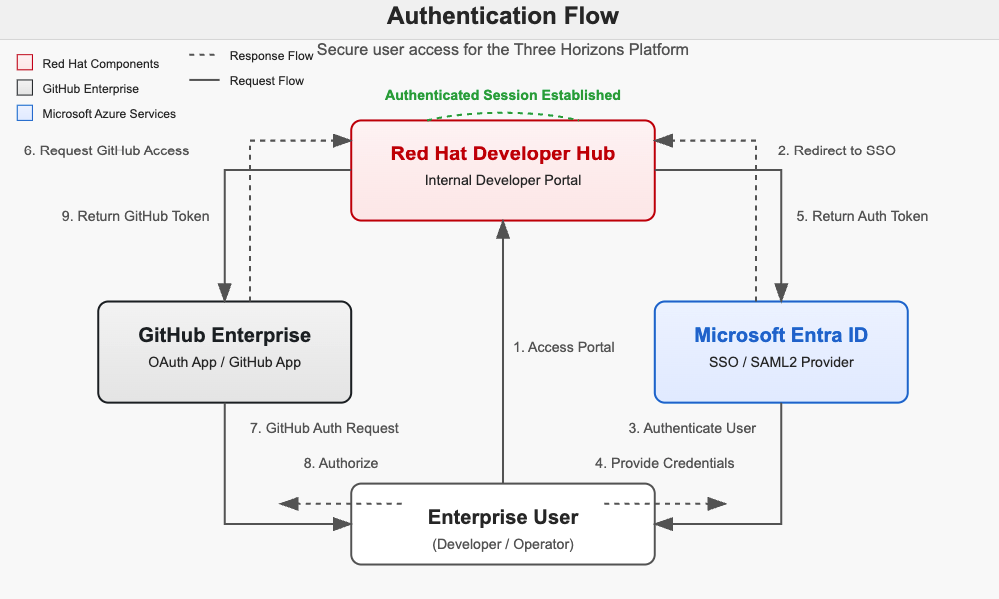 Authentication Flow
Secure user access for the Three Horizons Platform
Red Hat Components
GitHub Enterprise
Microsoft Azure Services
Response Flow
Request Flow
Authenticated Session Established
Red Hat Developer Hub
Internal Developer Portal
6. Request GitHub Access
9. Return GitHub Token
2. Redirect to SSO
5. Return Auth Token
GitHub Enterprise
OAuth App / GitHub App
1. Access Portal
Microsoft Entra ID
SSO / SAML2 Provider
7. GitHub Auth Request
8. Authorize
3. Authenticate User
4. Provide Credentials
Enterprise User
(Developer / Operator)